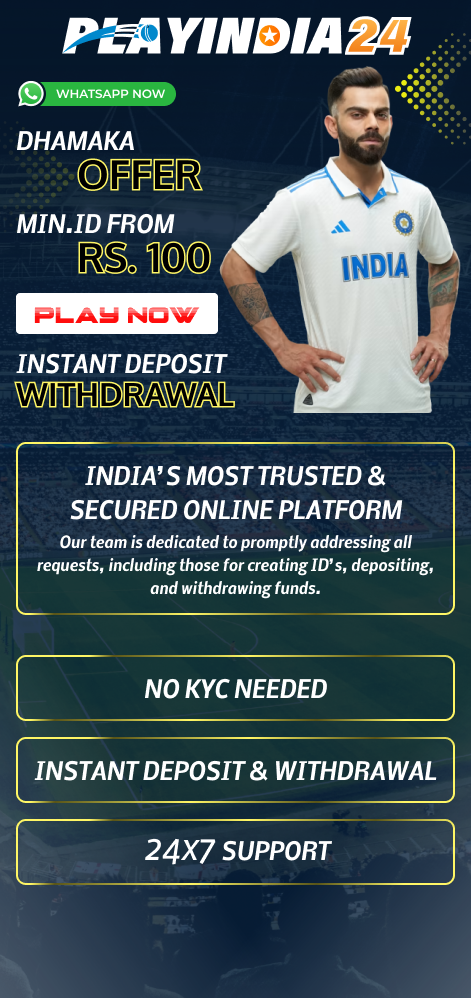 PLAYINDIA24
WHATSAPP NOW
DHAMAKA
OFFER
MIN.ID FROM
RS. 100
PLAY NOW
INSTANT DEPOSIT
WITHDRAWAL
INDIA
INDIA'S MOST TRUSTED &
SECURED ONLINE PLATFORM
Our team is dedicated to promptly addressing all
requests, including those for creating ID's, depositing,
and withdrawing funds.
NO KYC NEEDED
INSTANT DEPOSIT & WITHDRAWAL
24X7 SUPPORT